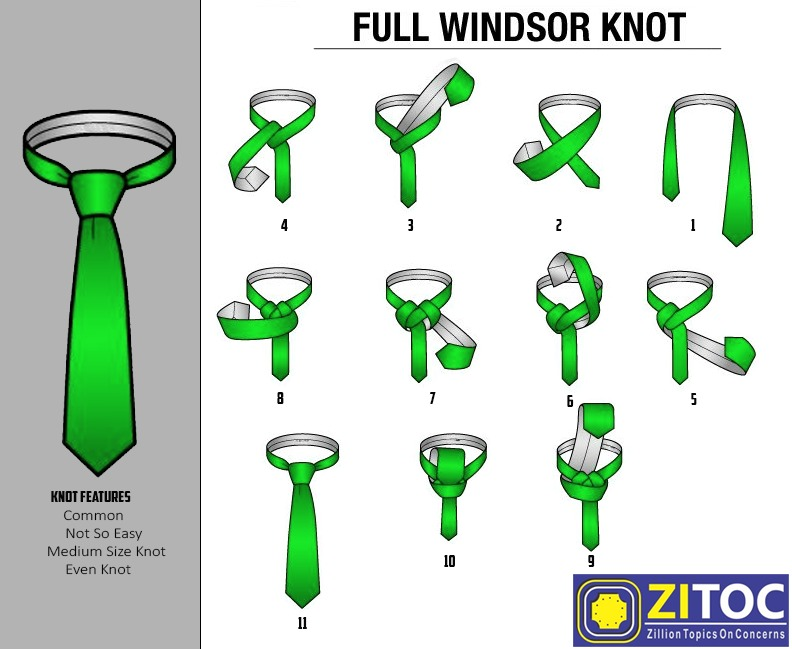 FULL WINDSOR KNOT
4
3
2
1
8
7
6
5
11
10
9
KNOT FEATURES
Common
Not So Easy
Medium Size Knot
Even Knot
ZITOC
Zillion Topics On Concerns